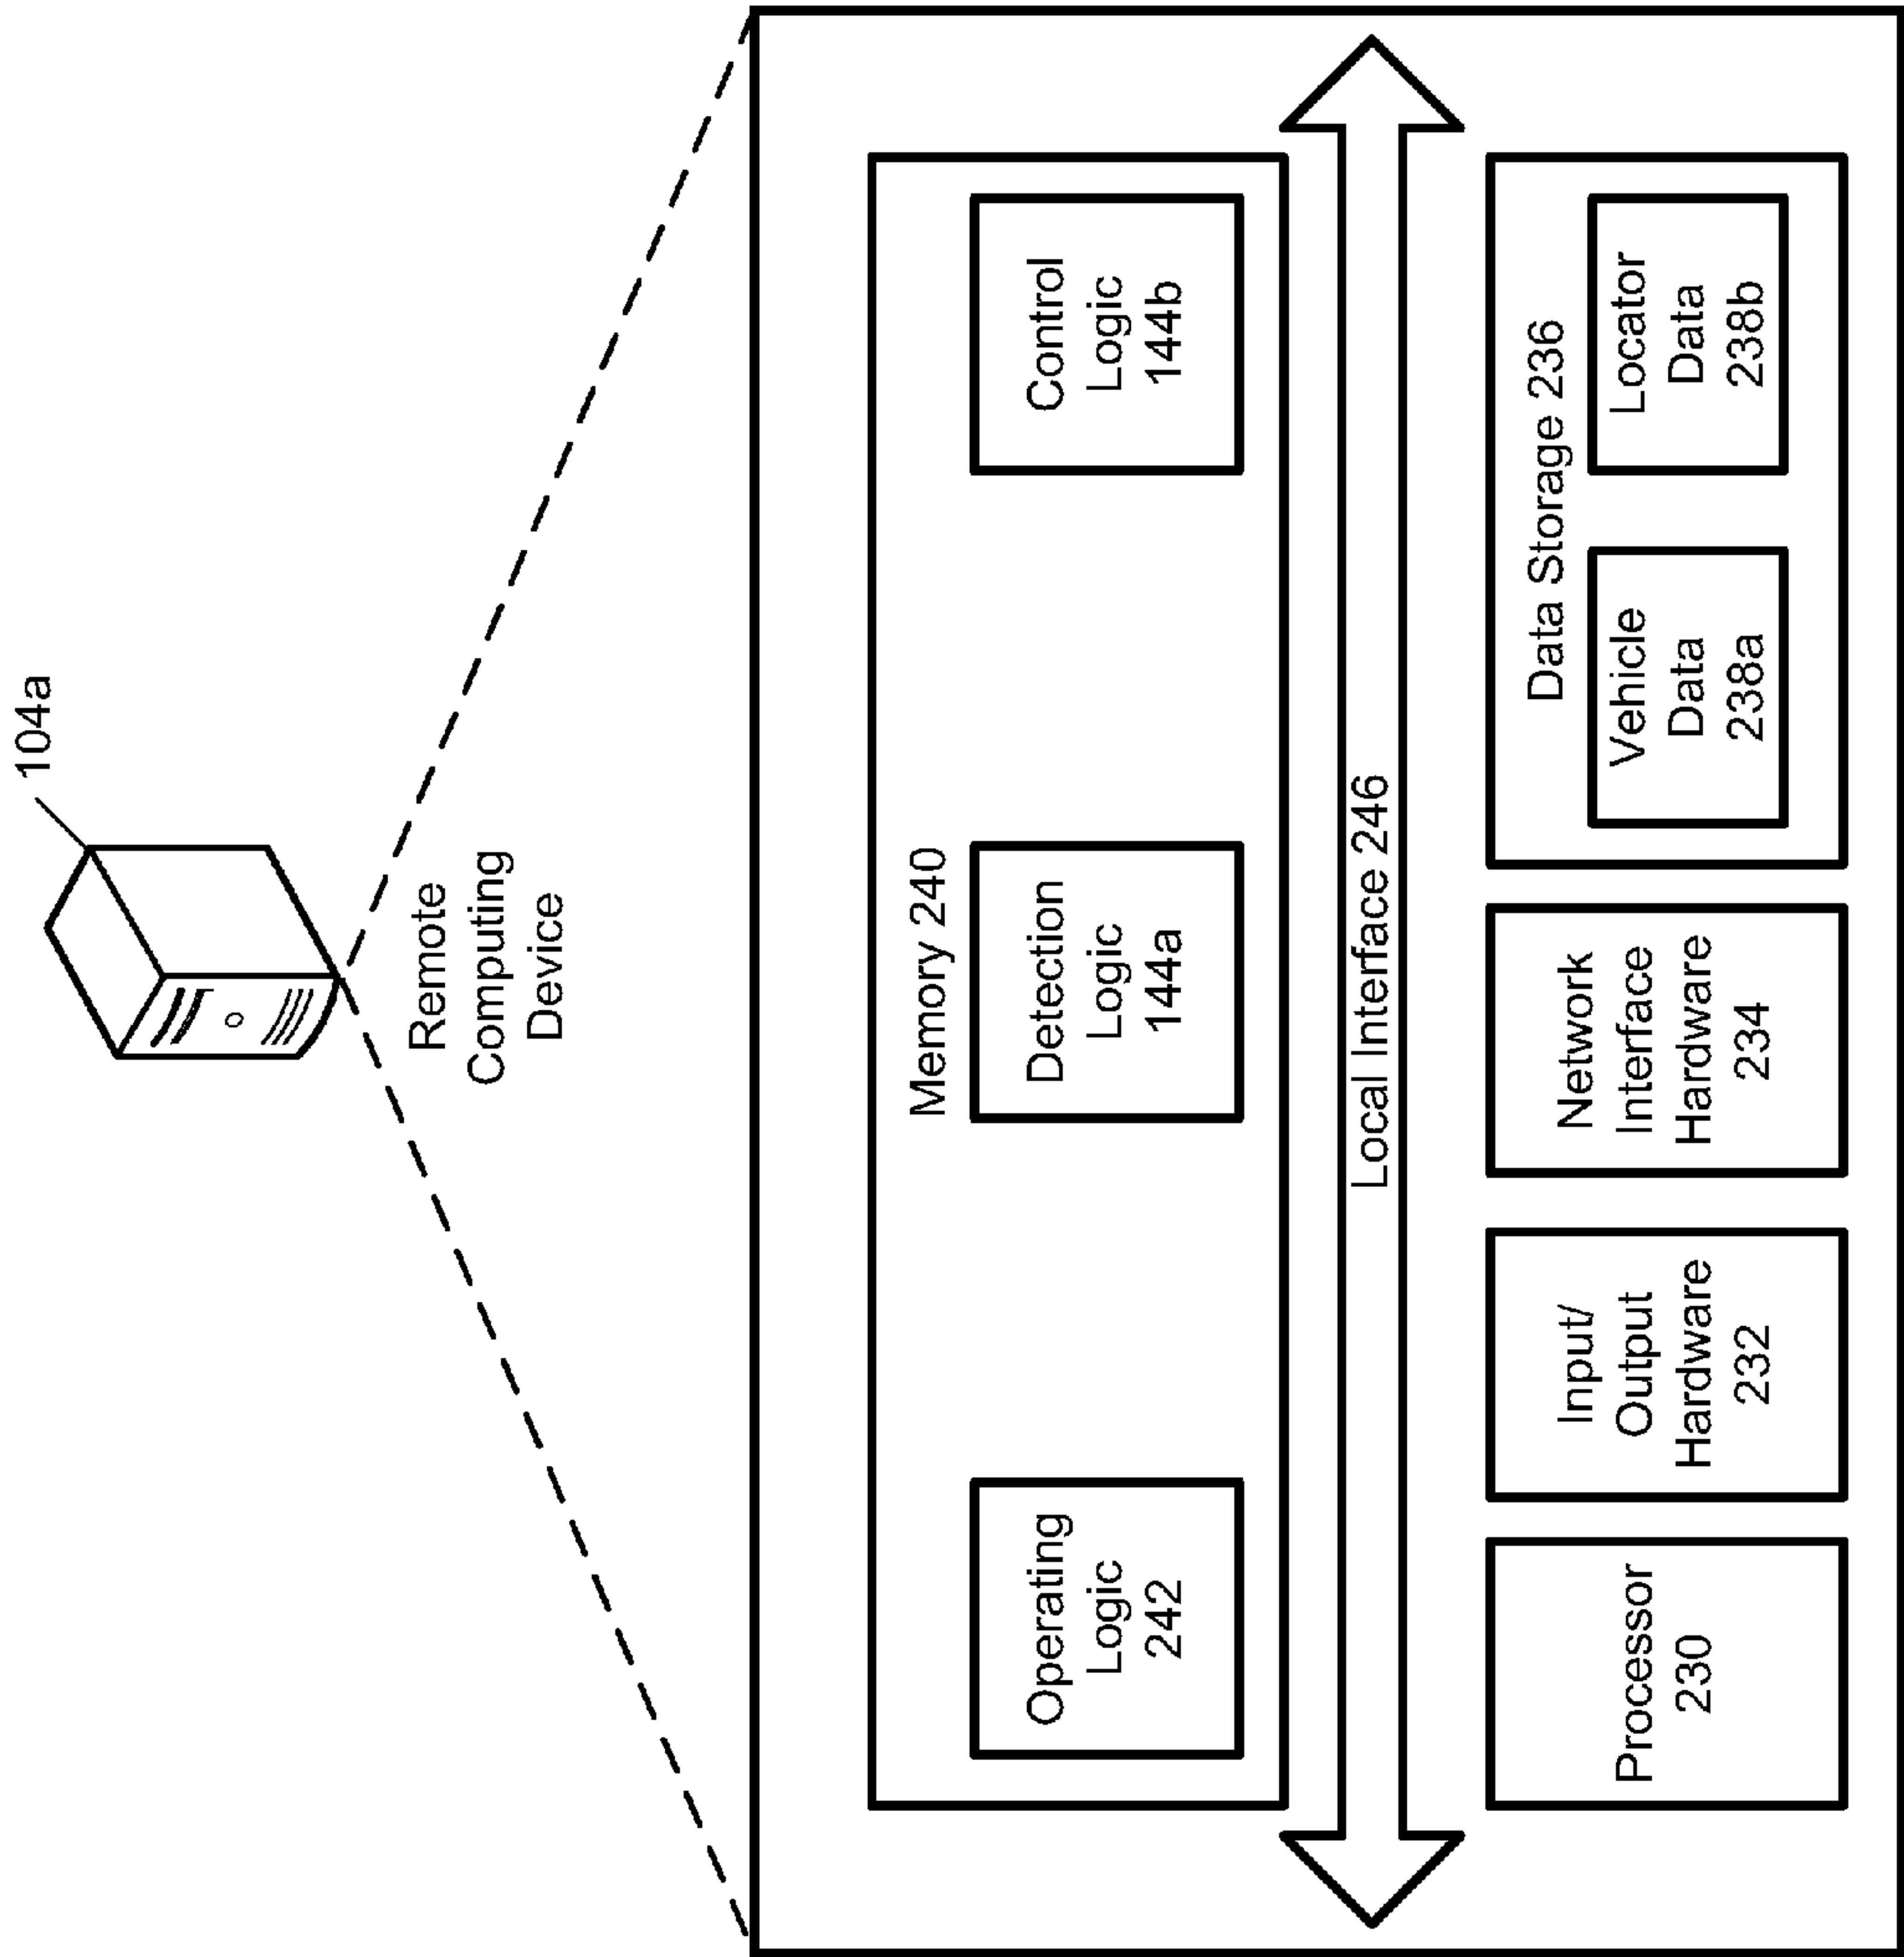 104a
Remote
Computing
Device
Memory 240
Operating
Logic
242
Detection
Logic
144a
Control
Logic
144b
Local Interface 246
Processor
230
Input/
Output
Hardware
232
Network
Interface
Hardware
234
Data Storage 236
Vehicle
Data
238a
Locator
Data
238b